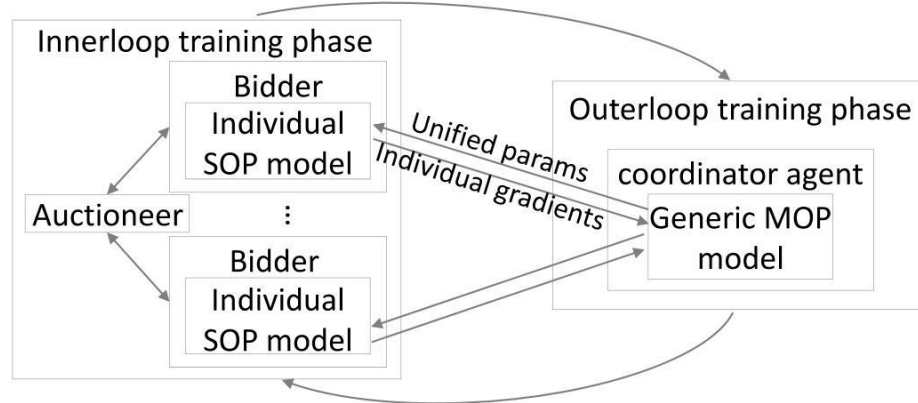 Innerloop training phase
Bidder
Individual
SOP model
Auctioneer
⋮
Bidder
Individual
SOP model
Unified params
Individual gradients
Outerloop training phase
coordinator agent
Generic MOP
model